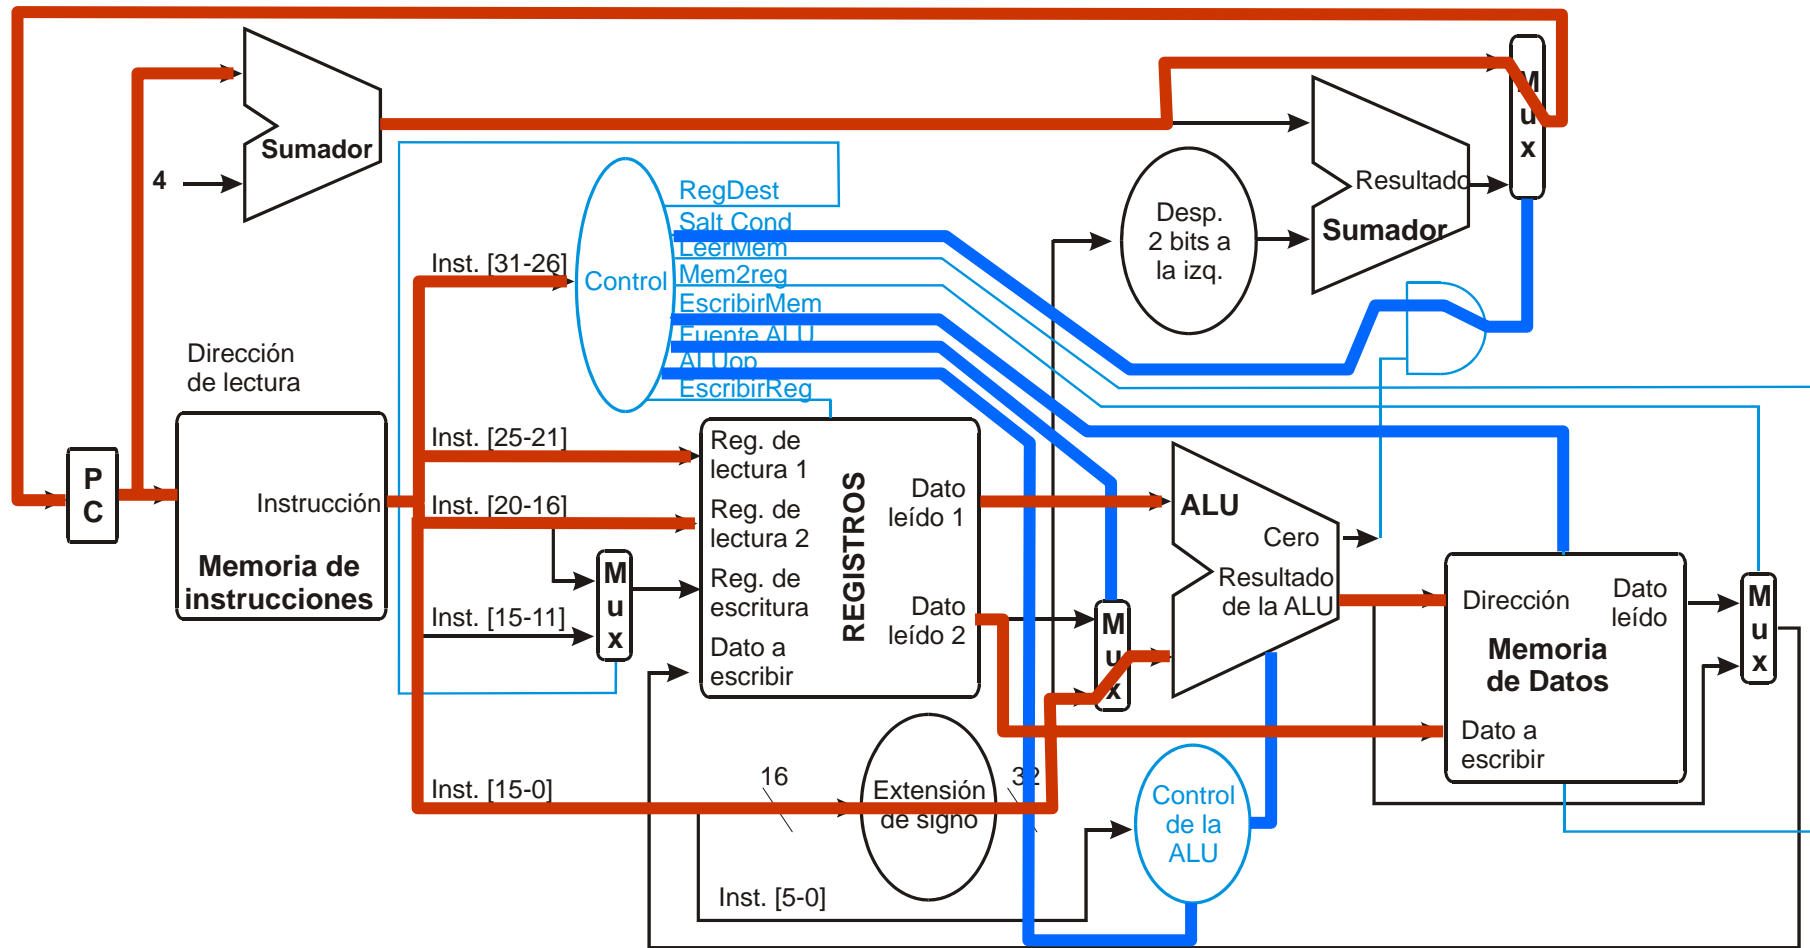 M
u
x
Sumador
4
RegDest
Salt Cond
LeerMem
Mem2reg
EscribirMem
Fuente ALU
ALUop
EscribirReg
Control
Inst. [31-26]
Desp.
2 bits a
la izq.
Resultado
Sumador
Dirección
de lectura
P
C
Instrucción
Memoria de
instrucciones
Inst. [25-21]
Inst. [20-16]
Inst. [15-11]
M
u
x
Reg. de
lectura 1
Reg. de
lectura 2
Reg. de
escritura
Dato a
escribir
REGISTROS
Dato
leído 1
Dato
leído 2
M
u
x
ALU
Cero
Resultado
de la ALU
Dirección
Dato
leído
Memoria
de Datos
Dato a
escribir
M
u
x
Inst. [15-0]
16
Extensión
de signo
32
Control
de la
ALU
Inst. [5-0]